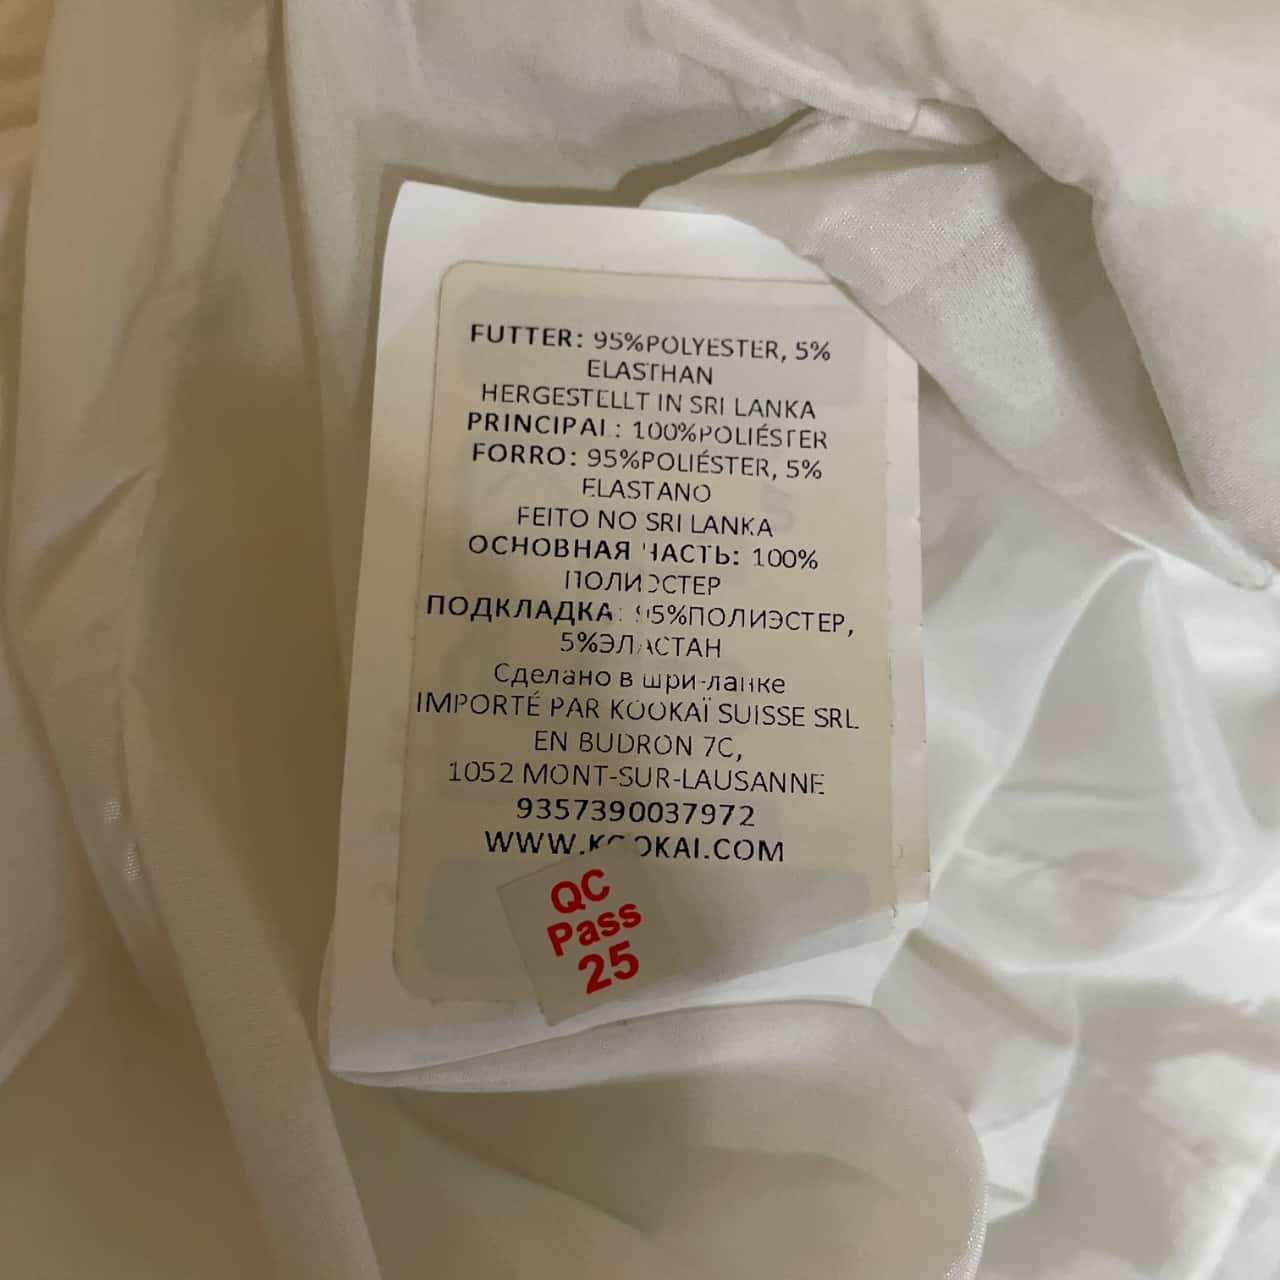 FUTTER: 95%POLYESTER, 5%
ELASTHAN
HERGESTELLT IN SRI LANKA
PRINCIPAL: 100%POLIÉSTER
FORRO: 95%POLIÉSTER, 5%
ELASTANO
FEITO NO SRI LANKA
ОСНОВНАЯ ЧАСТЬ: 100%
ПОЛИЭСТЕР
ПОДКЛАДКА: 95%ПОЛИЭСТЕР,
5%ЭЛАСТАН
Сделано в шри-ланке
IMPORTÉ PAR KOOKAÏ SUISSE SRL
EN BUDRON 7C,
1052 MONT-SUR-LAUSANNE
9357390037972
WWW.KOOKAI.COM
QC
Pass
25